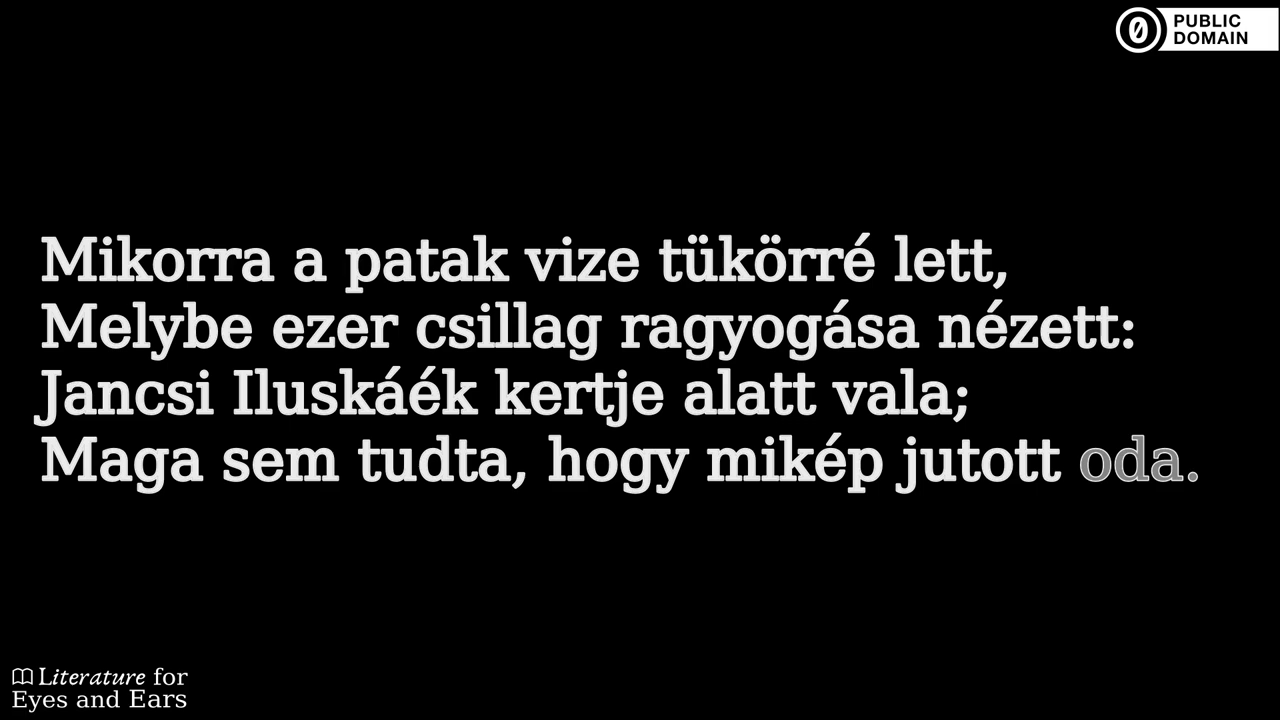 PUBLIC
DOMAIN
Mikorra a patak vize tükörré lett,
Melybe ezer csillag ragyogása nézett:
Jancsi Iluskáék kertje alatt vala;
Maga sem tudta, hogy mikép jutott oda.
Literature for
Eyes and Ears